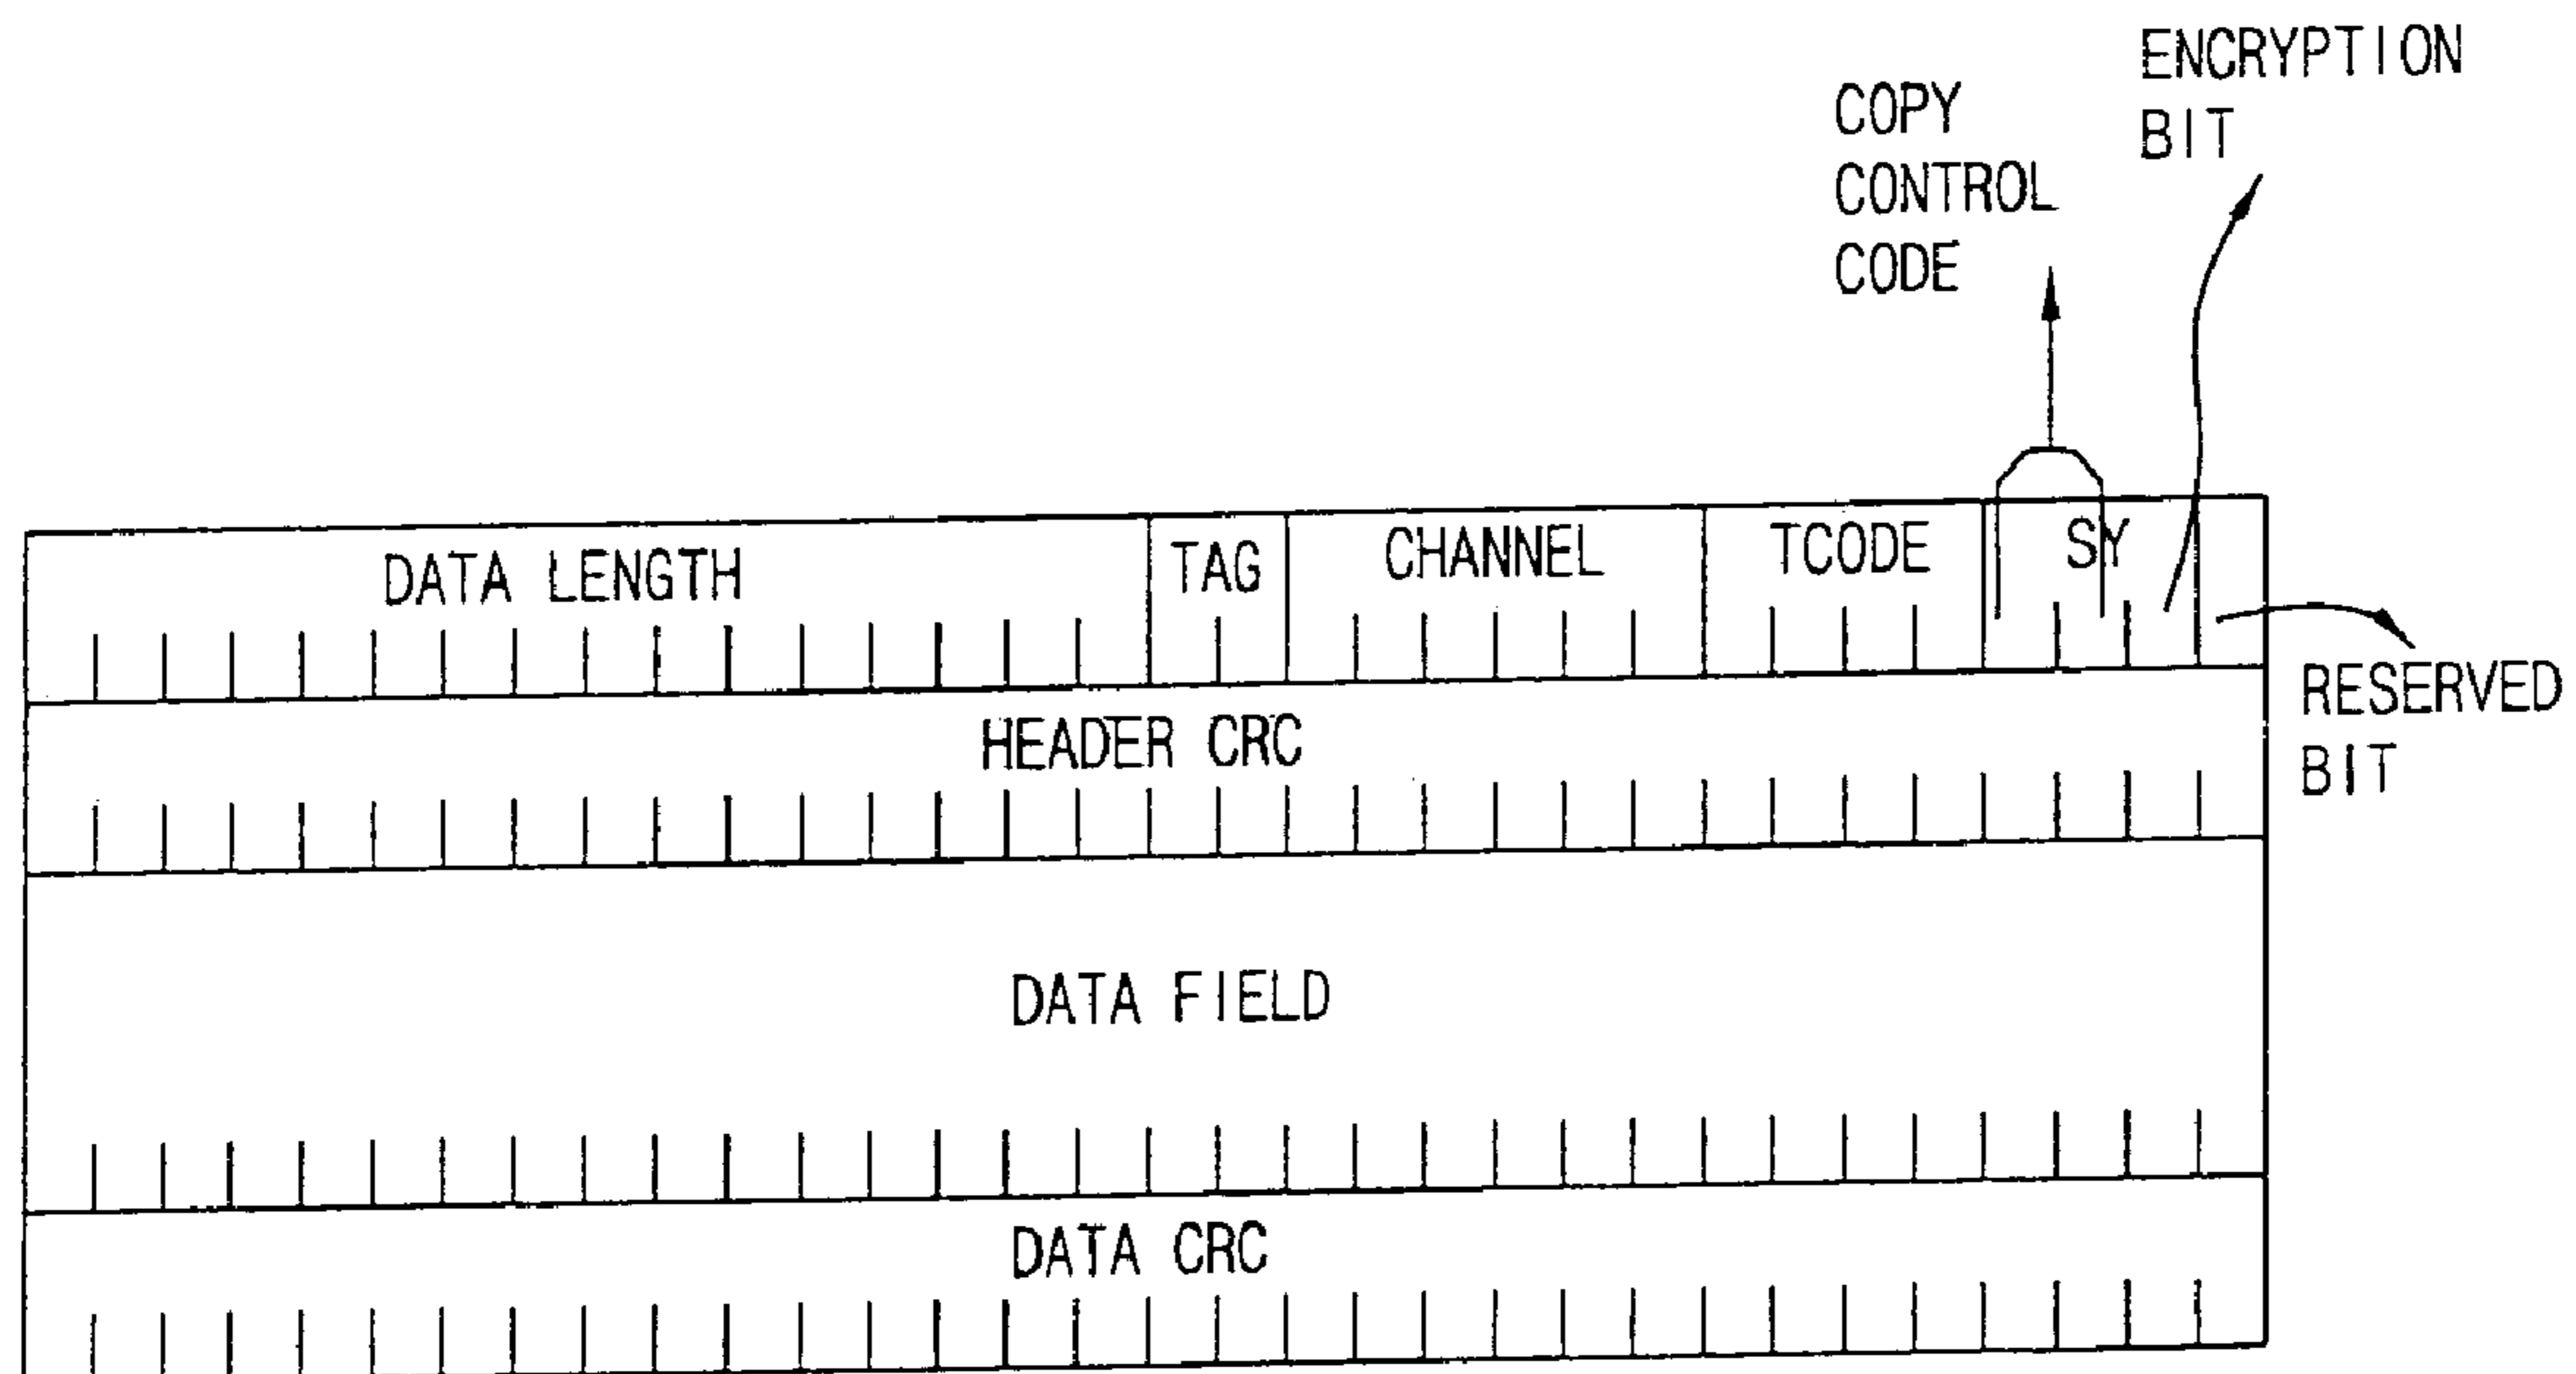 ENCRYPTION
BIT
COPY
CONTROL
CODE
DATA LENGTH
TAG
CHANNEL
TCODE
SY
RESERVED
BIT
HEADER CRC
DATA FIELD
DATA CRC